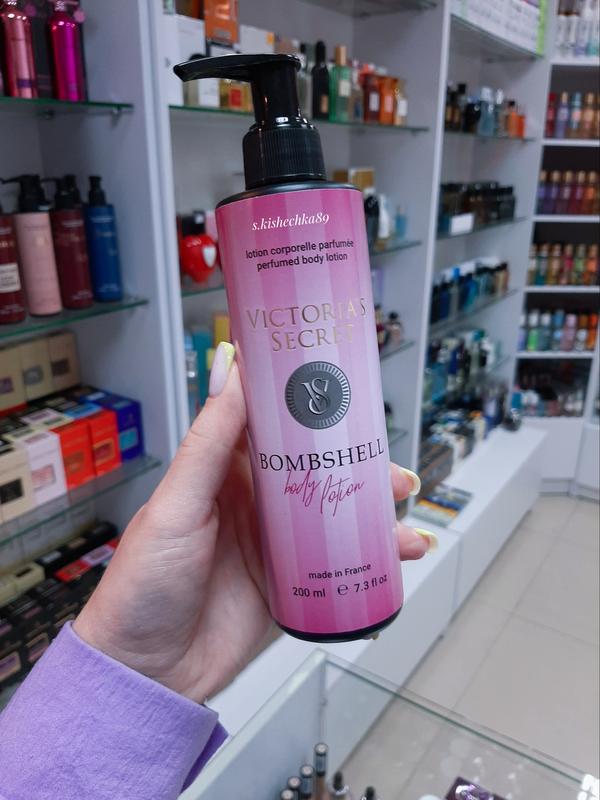 s.kishechka89
lotion corporelle parfumée
perfumed body lotion
VICTORIA'S
SECRET
VS
BOMBSHELL
body lotion
made in France
200 ml ℮ 7.3 fl oz